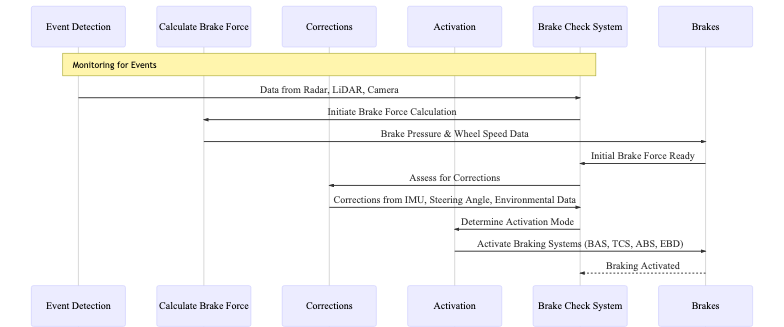 Event Detection
Calculate Brake Force
Corrections
Activation
Brake Check System
Brakes
Monitoring for Events
Data from Radar, LiDAR, Camera
Initiate Brake Force Calculation
Brake Pressure & Wheel Speed Data
Initial Brake Force Ready
Assess for Corrections
Corrections from IMU, Steering Angle, Environmental Data
Determine Activation Mode
Activate Braking Systems (BAS, TCS, ABS, EBD)
Braking Activated
Event Detection
Calculate Brake Force
Corrections
Activation
Brake Check System
Brakes